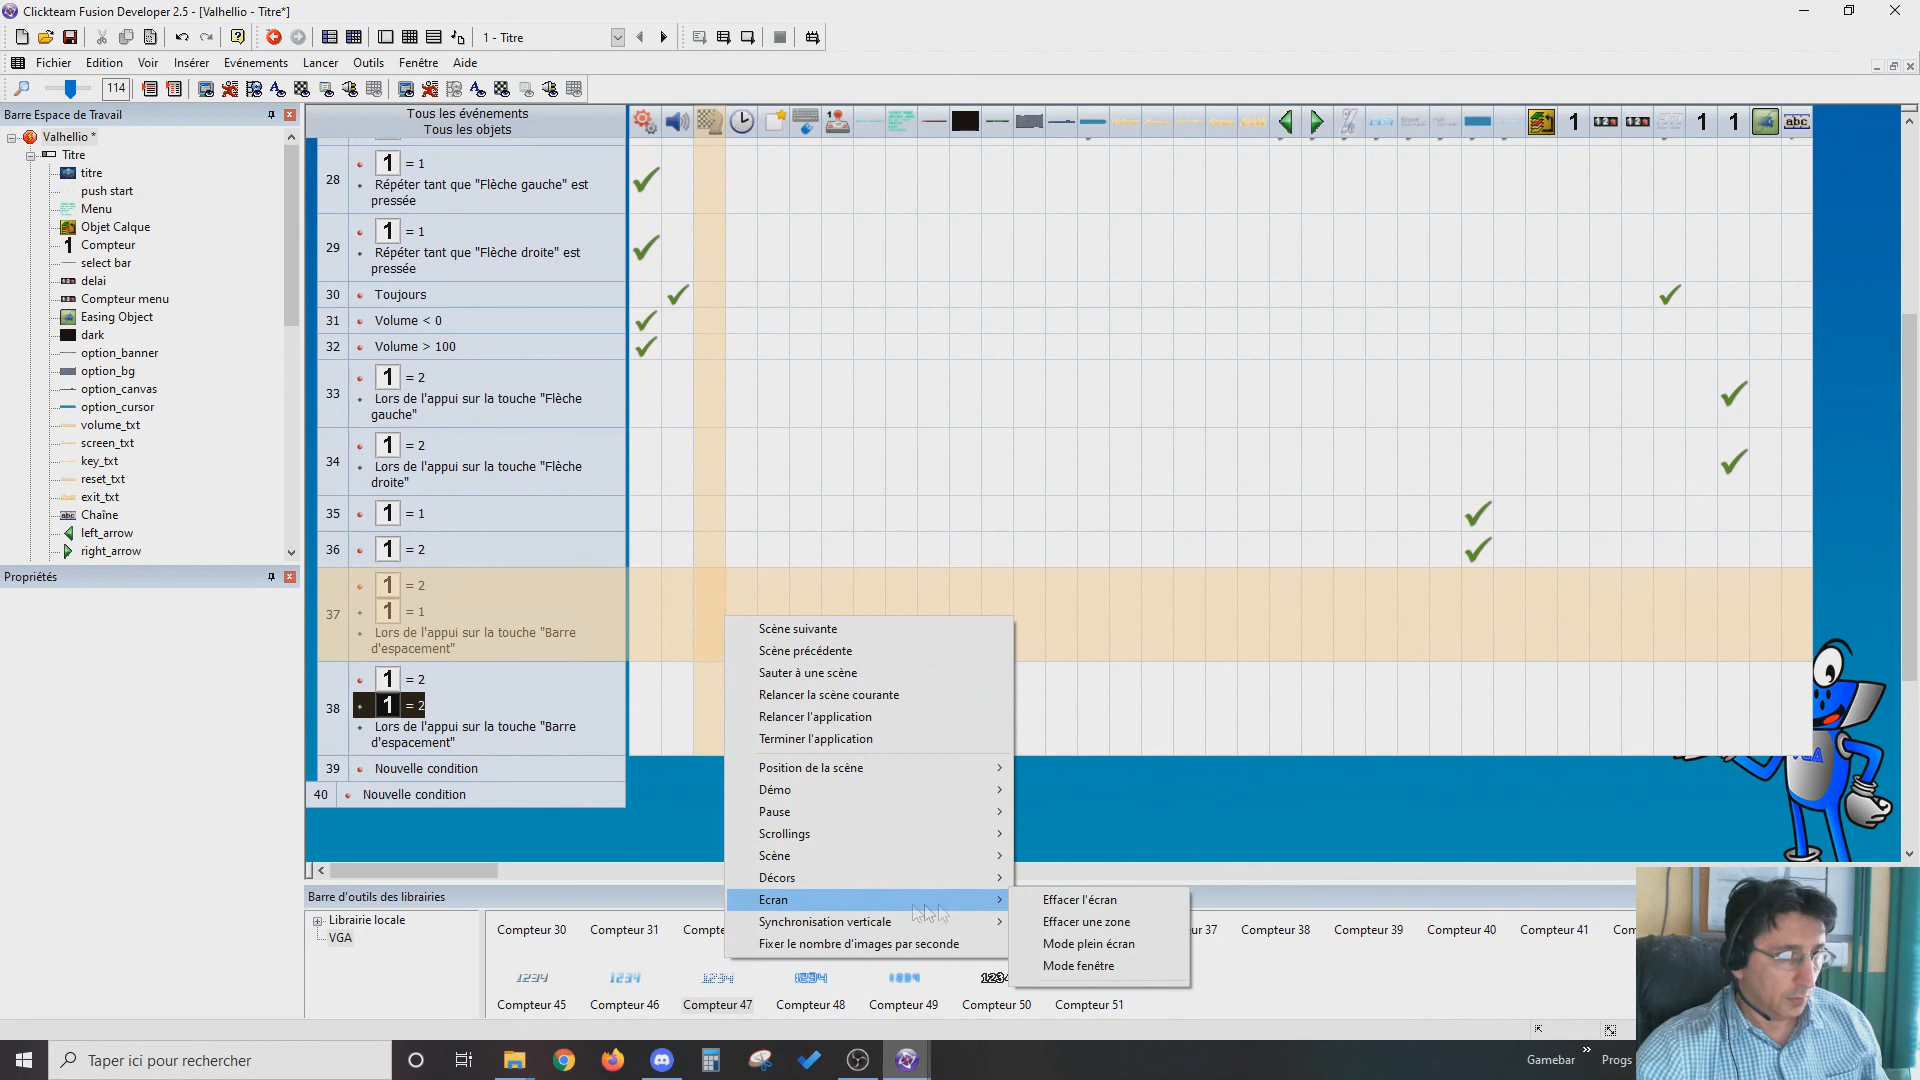 Clickteam Fusion Developer 2.5 - [Valhellio - Titre*]
1 - Titre
Fichier Edition Voir Insérer Evénements Lancer Outils Fenêtre Aide
114
Barre Espace de Travail
Valhellio *
Titre
titre
push start
Menu
Objet Calque
Compteur
select bar
delai
Compteur menu
Easing Object
dark
option_banner
option_bg
option_canvas
option_cursor
volume_txt
screen_txt
key_txt
reset_txt
exit_txt
Chaîne
left_arrow
right_arrow
Propriétés
Tous les événements
Tous les objets
28
1 = 1
Répéter tant que "Flèche gauche" est
pressée
29
1 = 1
Répéter tant que "Flèche droite" est
pressée
30 Toujours
31 Volume < 0
32 Volume > 100
33
1 = 2
Lors de l'appui sur la touche "Flèche
gauche"
34
1 = 2
Lors de l'appui sur la touche "Flèche
droite"
35 1 = 1
36 1 = 2
37
1 = 2
1 = 1
Lors de l'appui sur la touche "Barre
d'espacement"
38
1 = 2
1 = 2
Lors de l'appui sur la touche "Barre
d'espacement"
39 Nouvelle condition
40 Nouvelle condition
Scène suivante
Scène précédente
Sauter à une scène
Relancer la scène courante
Relancer l'application
Terminer l'application
Position de la scène
Démo
Pause
Scrollings
Scène
Décors
Ecran
Synchronisation verticale
Fixer le nombre d'images par seconde
Effacer l'écran
Effacer une zone
Mode plein écran
Mode fenêtre
VGA
Barre d'outils des librairies
Librairie locale
VGA
Compteur 30 Compteur 31 Compteur 38 Compteur 39 Compteur 40 Compteur 41
Compteur 45 Compteur 46 Compteur 47 Compteur 48 Compteur 49 Compteur 50 Compteur 51
Taper ici pour rechercher
Gamebar » Progs